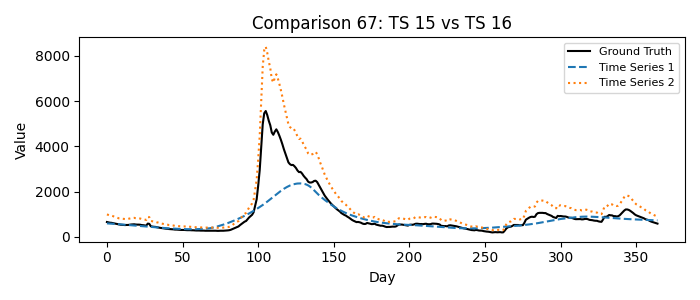 Comparison 67: TS 15 vs TS 16
Value
8000
6000
4000
2000
0
Ground Truth
Time Series 1
Time Series 2
0 50 100 150 200 250 300 350
Day